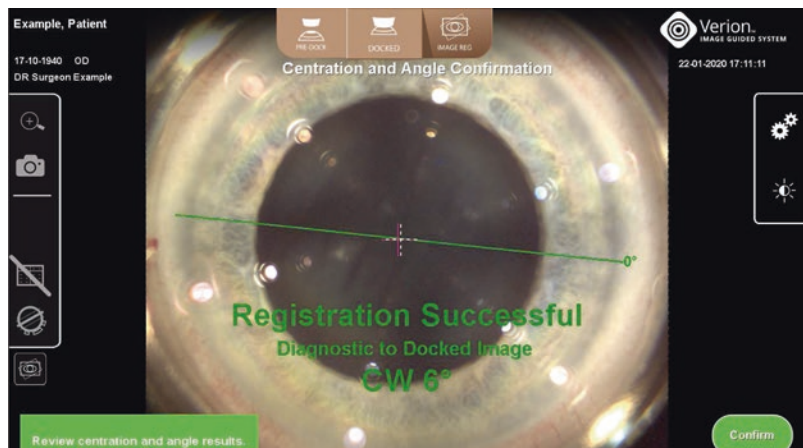 Example, Patient
17-10-1940 OD
DR Surgeon Example
PRE-DOCK
DOCKED
IMAGE REG
Centration and Angle Confirmation
Verion™
IMAGE GUIDED SYSTEM
22-01-2020 17:11:11
0°
Registration Successful
Diagnostic to Docked Image
CW 6°
Review centration and angle results.
Confirm